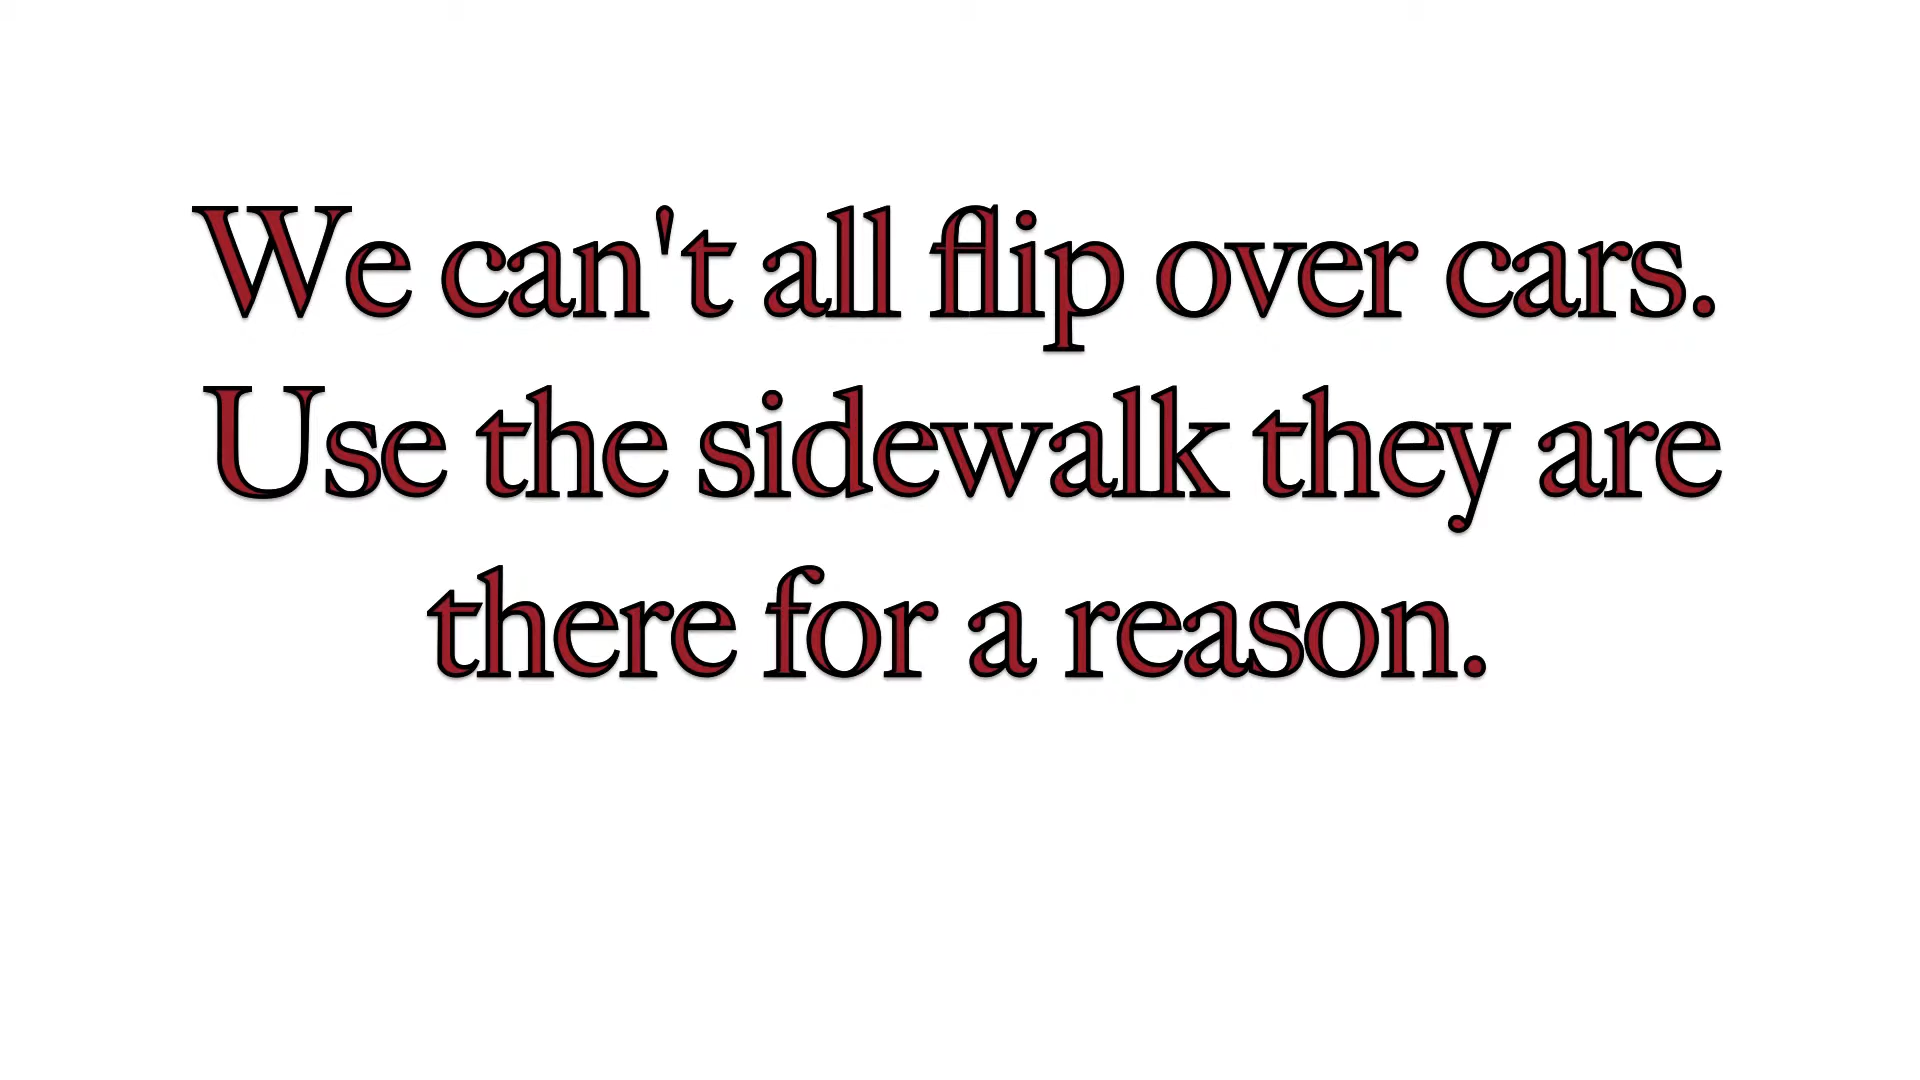 We can't all flip over cars.
Use the sidewalk they are
there for a reason.